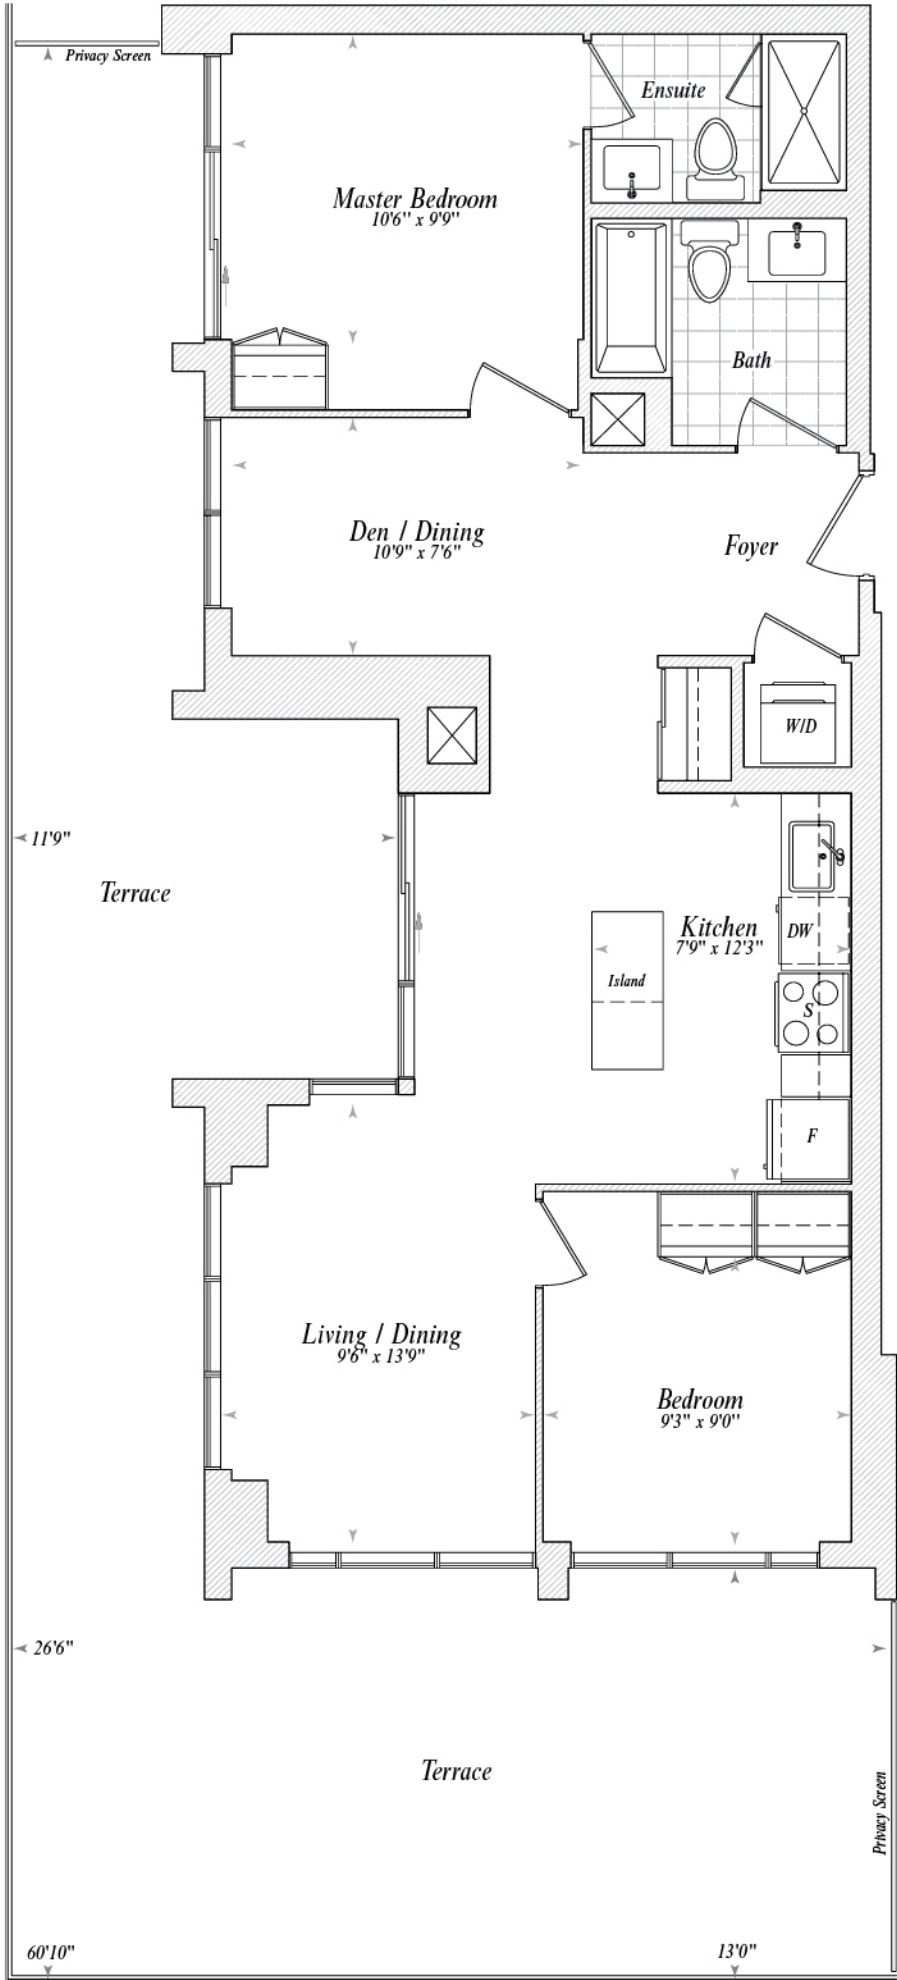 Privacy Screen
Ensuite
Master Bedroom
10'6" x 9'9"
Bath
Den / Dining
10'9" x 7'6"
Foyer
W/D
11'9"
Terrace
Kitchen
7'9" x 12'3"
DW
Island
S
F
Living / Dining
9'6" x 13'9"
Bedroom
9'3" x 9'0"
26'6"
Terrace
Privacy Screen
60'10"
13'0"